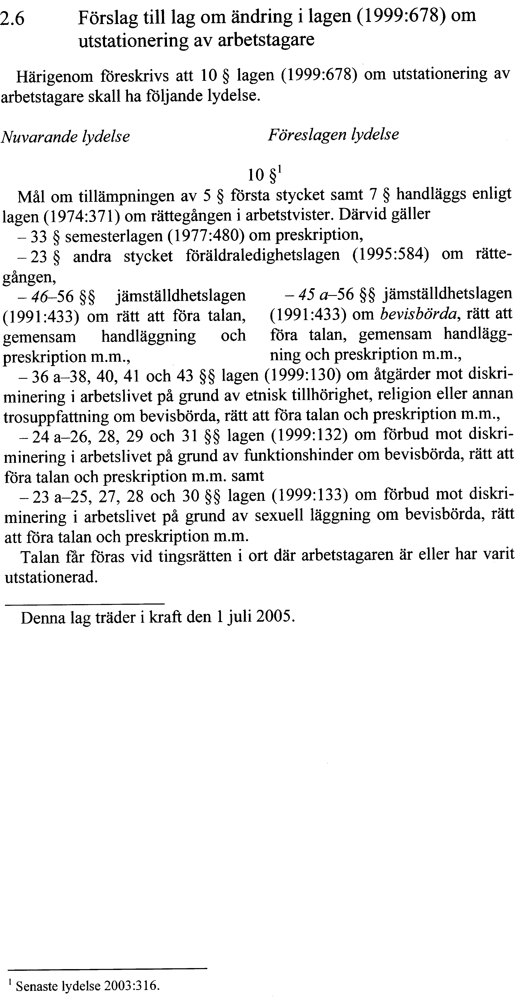 2.6 Förslag till lag om ändring i lagen (1999:678) om
utstationering av arbetstagare
Härigenom föreskrivs att 10 § lagen (1999:678) om utstationering av
arbetstagare skall ha följande lydelse.
Nuvarande lydelse
Föreslagen lydelse
10 §1
Mål om tillämpningen av 5 § första stycket samt 7 § handläggs enligt
lagen (1974:371) om rättegången i arbetstvister. Därvid gäller
– 33 § semesterlagen (1977:480) om preskription,
– 23 § andra stycket föräldraledighetslagen (1995:584) om rätte-
gången,
– 46–56 §§ jämställdhetslagen
(1991:433) om rätt att föra talan,
gemensam handläggning och
preskription m.m.,
– 45 a–56 §§ jämställdhetslagen
(1991:433) om bevisbörda, rätt att
föra talan, gemensam handlägg-
ning och preskription m.m.,
– 36 a–38, 40, 41 och 43 §§ lagen (1999:130) om åtgärder mot diskri-
minering i arbetslivet på grund av etnisk tillhörighet, religion eller annan
trosuppfattning om bevisbörda, rätt att föra talan och preskription m.m.,
– 24 a–26, 28, 29 och 31 §§ lagen (1999:132) om förbud mot diskri-
minering i arbetslivet på grund av funktionshinder om bevisbörda, rätt att
föra talan och preskription m.m. samt
– 23 a–25, 27, 28 och 30 §§ lagen (1999:133) om förbud mot diskri-
minering i arbetslivet på grund av sexuell läggning om bevisbörda, rätt
att föra talan och preskription m.m.
Talan får föras vid tingsrätten i ort där arbetstagaren är eller har varit
utstationerad.
Denna lag träder i kraft den 1 juli 2005.
1 Senaste lydelse 2003:316.